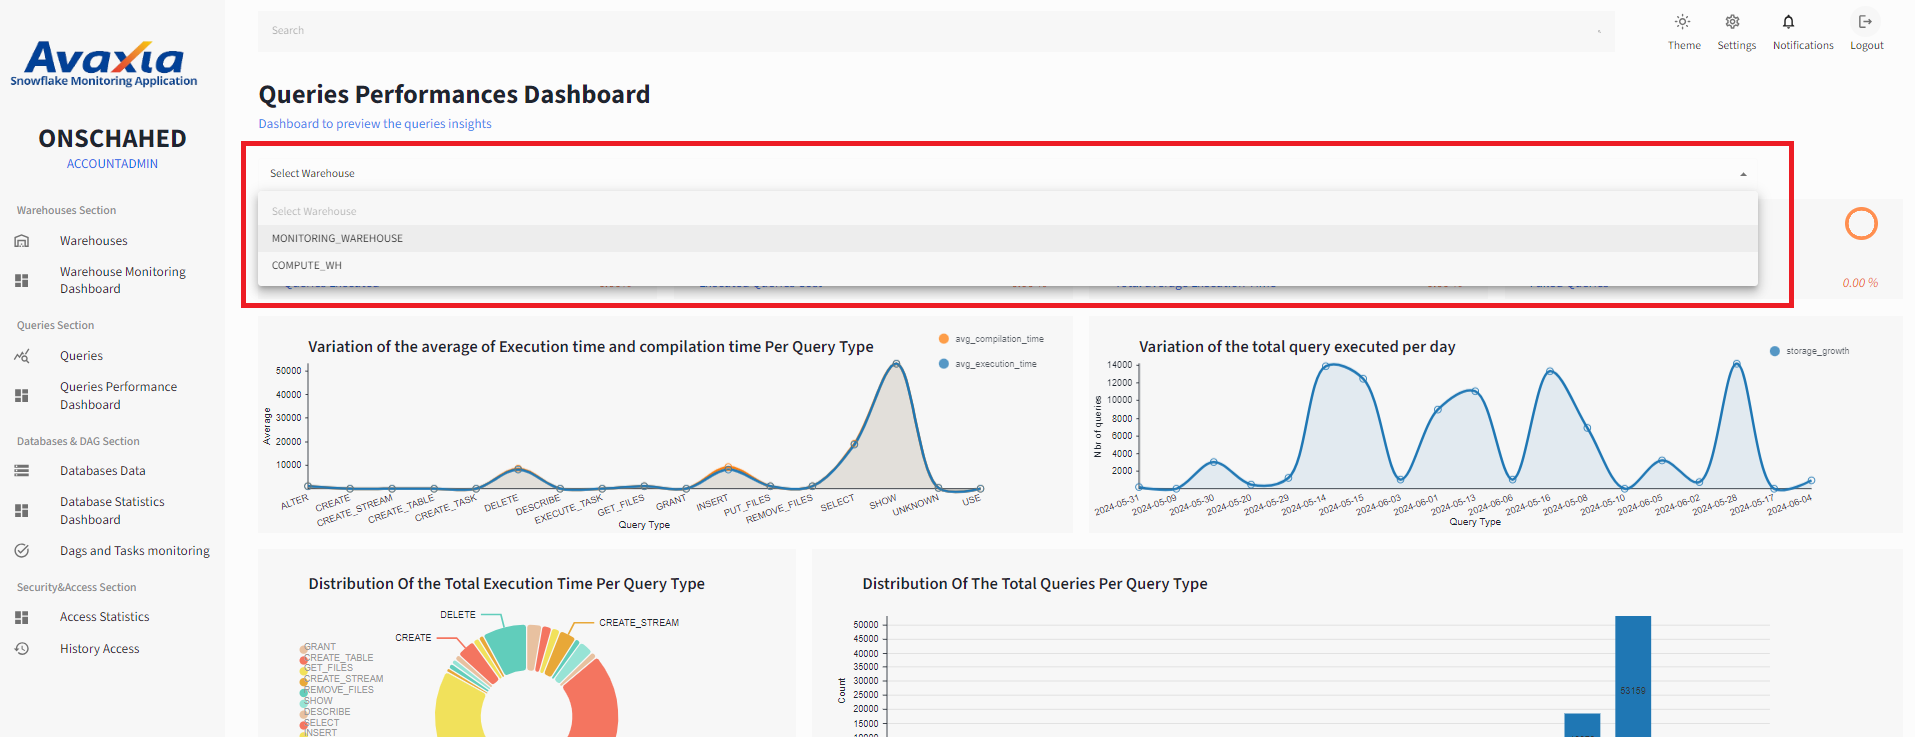 Avaxia
Snowflake Monitoring Application
ONSCHAHED
ACCOUNTADMIN
Warehouses Section
Warehouses
Warehouse Monitoring
Dashboard
Queries Section
Queries
Queries Performance
Dashboard
Databases & DAG Section
Databases Data
Database Statistics
Dashboard
Dags and Tasks monitoring
Security&Access Section
Access Statistics
History Access
Search
Theme
Settings
Notifications
Logout
Queries Performances Dashboard
Dashboard to preview the queries insights
Select Warehouse
Select Warehouse
MONITORING_WAREHOUSE
COMPUTE_WH
0.00 %
Variation of the average of Execution time and compilation time Per Query Type
avg_compilation_time
avg_execution_time
50000
40000
30000
20000
10000
Average
ALTER
CREATE
CREATE_STREAM
CREATE_TABLE
CREATE_TASK
DELETE
DESCRIBE
EXECUTE_TASK
GET_FILES
GRANT
INSERT
PUT_FILES
REMOVE_FILES
SELECT
SHOW
UNKNOWN
USE
Query Type
Variation of the total query executed per day
storage_growth
14000
12000
10000
8000
6000
4000
2000
Nbr of queries
2024-05-31
2024-05-09
2024-05-30
2024-05-20
2024-05-29
2024-05-14
2024-05-15
2024-06-03
2024-06-01
2024-05-13
2024-06-06
2024-05-16
2024-05-08
2024-05-10
2024-06-05
2024-06-02
2024-05-28
2024-05-17
2024-06-04
Query Type
Distribution Of the Total Execution Time Per Query Type
DELETE
CREATE
CREATE_STREAM
GRANT
CREATE_TABLE
GET_FILES
CREATE_STREAM
REMOVE_FILES
SHOW
DESCRIBE
SELECT
INSERT
Distribution Of The Total Queries Per Query Type
50000
45000
40000
35000
30000
25000
20000
15000
10000
Count
53159